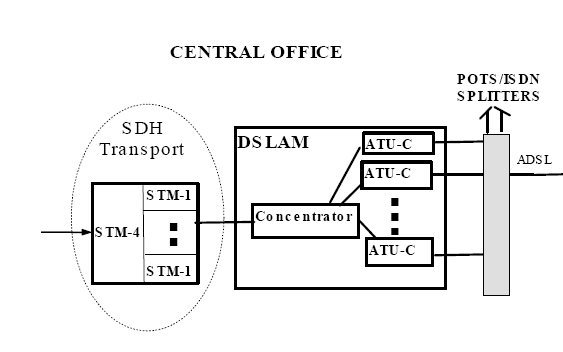 CENTRAL OFFICE
POTS/ISDN
SPLITTERS
SDH
Transport
DSLAM
ATU-C
ADSL
ATU-C
STM-1
Concentrator
STM-4
ATU-C
STM-1